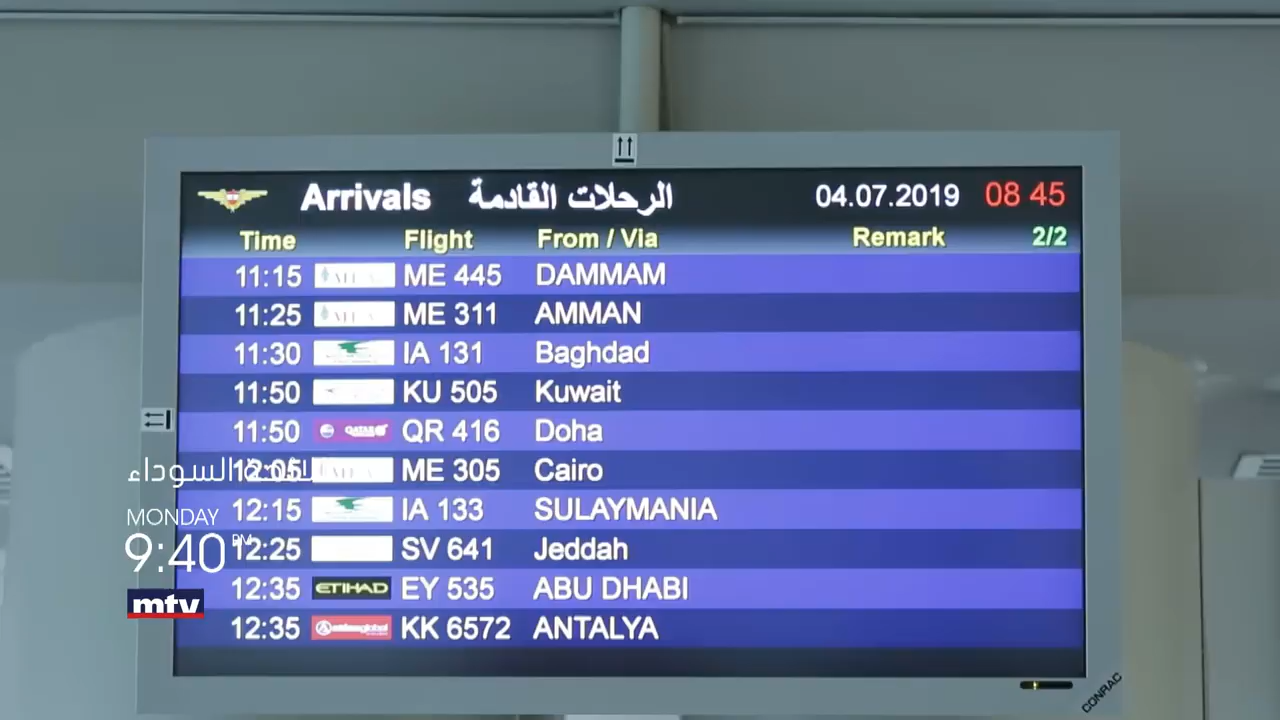 Arrivals الرحلات القادمة 04.07.2019 08 45
Time Flight From / Via Remark 2/2
11:15 ME 445 DAMMAM
11:25 ME 311 AMMAN
11:30 IA 131 Baghdad
11:50 KU 505 Kuwait
11:50 QATAR QR 416 Doha
12:05 ME 305 Cairo
12:15 IA 133 SULAYMANIA
12:25 SV 641 Jeddah
12:35 ETIHAD EY 535 ABU DHABI
12:35 KK 6572 ANTALYA
السوداء
MONDAY
9:40 PM
mtv
CONRAC